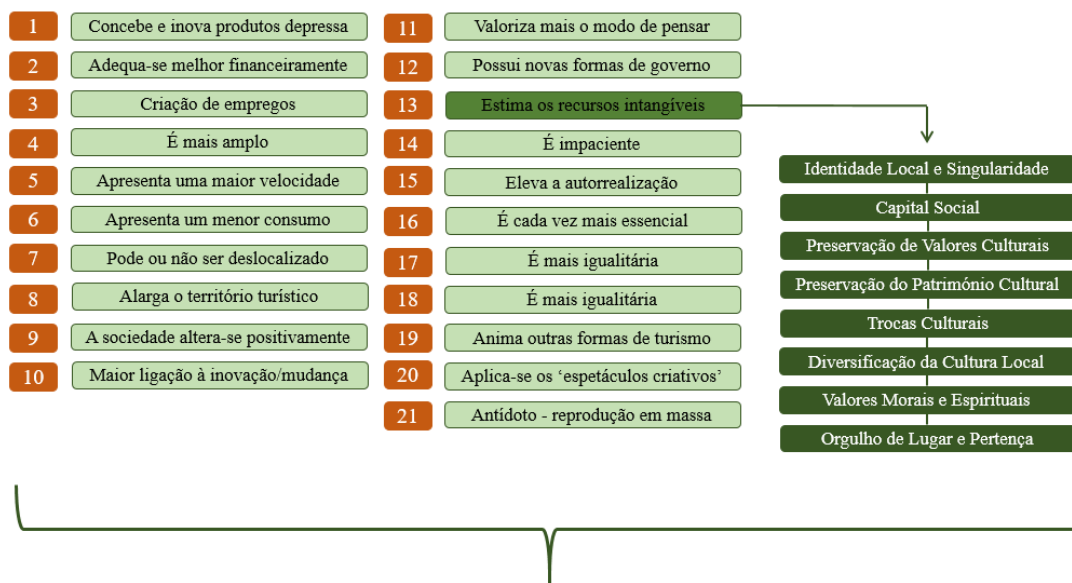 1 Concebe e inova produtos depressa
2 Adequa-se melhor financeiramente
3 Criação de empregos
4 É mais amplo
5 Apresenta uma maior velocidade
6 Apresenta um menor consumo
7 Pode ou não ser deslocalizado
8 Alarga o território turístico
9 A sociedade altera-se positivamente
10 Maior ligação à inovação/mudança
11 Valoriza mais o modo de pensar
12 Possui novas formas de governo
13 Estima os recursos intangíveis
14 É impaciente
15 Eleva a autorrealização
16 É cada vez mais essencial
17 É mais igualitária
18 É mais igualitária
19 Anima outras formas de turismo
20 Aplica-se os ‘espetáculos criativos’
21 Antídoto - reprodução em massa
Identidade Local e Singularidade
Capital Social
Preservação de Valores Culturais
Preservação do Património Cultural
Trocas Culturais
Diversificação da Cultura Local
Valores Morais e Espirituais
Orgulho de Lugar e Pertença